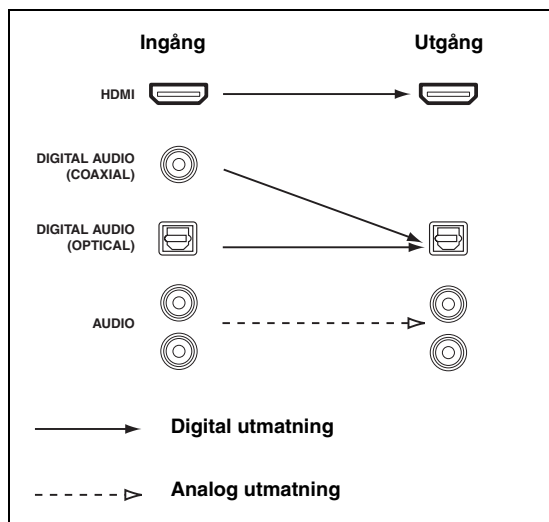 Ingång Utgång
HDMI
DIGITAL AUDIO
(COAXIAL)
DIGITAL AUDIO
(OPTICAL)
AUDIO
Digital utmatning
Analog utmatning